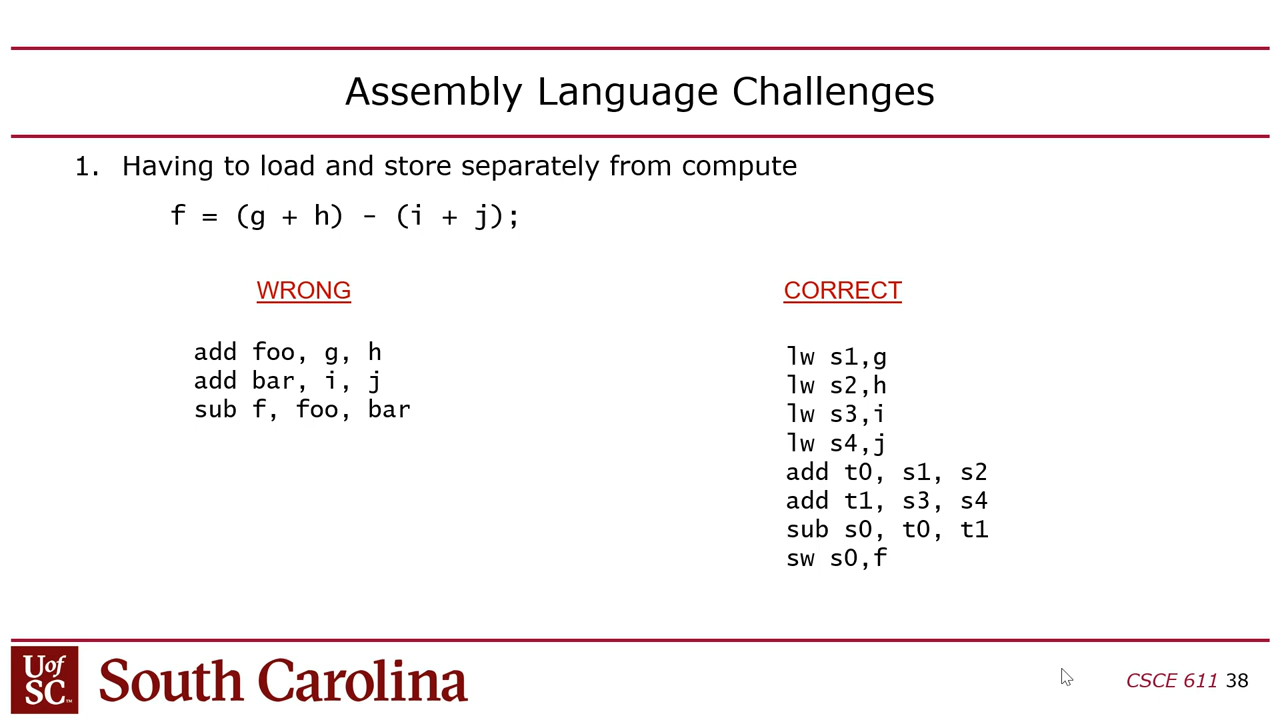 Assembly Language Challenges
1. Having to load and store separately from compute
f = (g + h) - (i + j);
WRONG
add foo, g, h
add bar, i, j
sub f, foo, bar
CORRECT
lw s1,g
lw s2,h
lw s3,i
lw s4,j
add t0, s1, s2
add t1, s3, s4
sub s0, t0, t1
sw s0,f
U of
SC™
South Carolina
CSCE 611 38